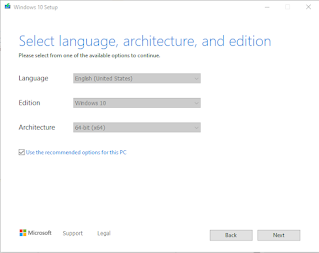 Windows 10 Setup
Select language, architecture, and edition
Please select from one of the available options to continue.
Language English (United States)
Edition Windows 10
Architecture 64-bit (x64)
Use the recommended options for this PC
Microsoft Support Legal Back Next